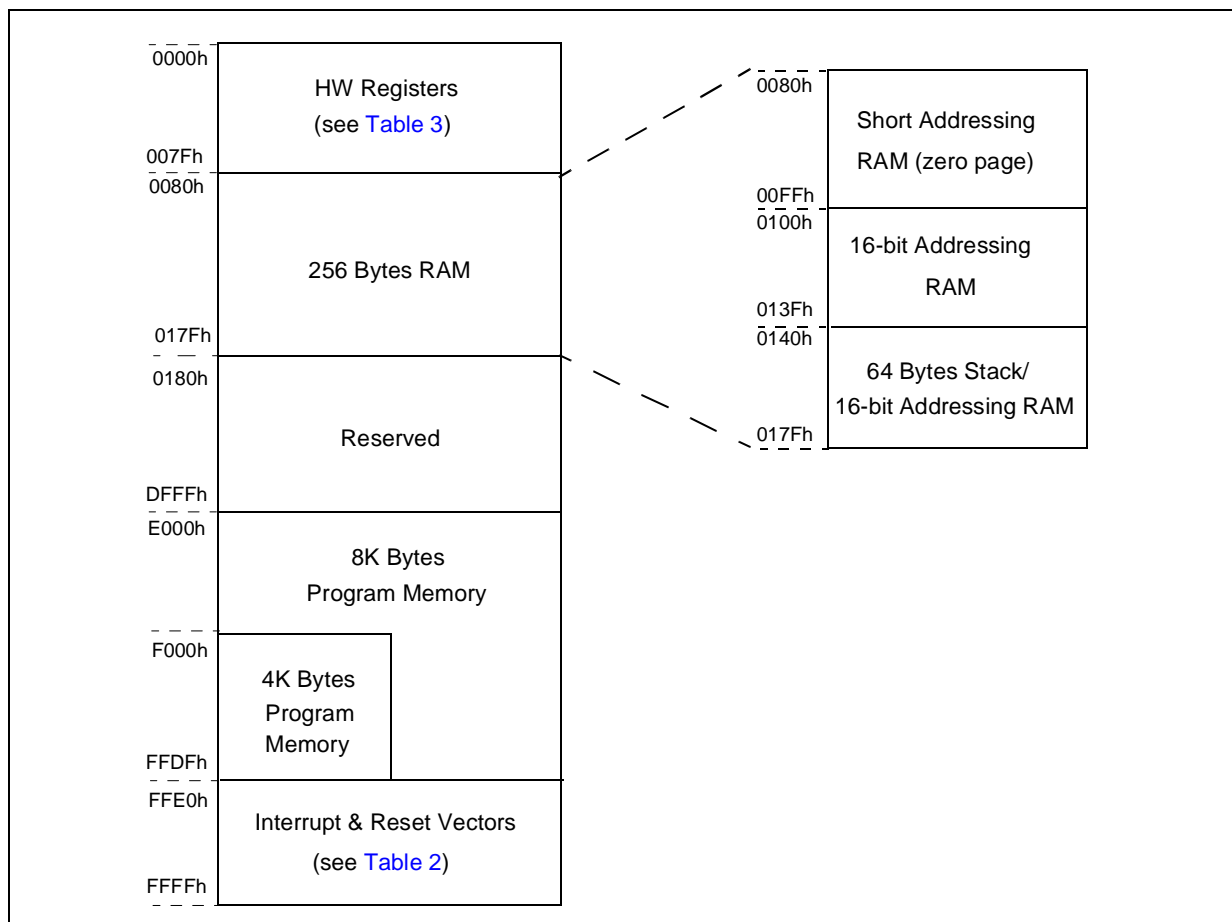 0000h
HW Registers
(see Table 3)
007Fh
0080h
256 Bytes RAM
017Fh
0180h
Reserved
DFFFh
E000h
8K Bytes
Program Memory
F000h
4K Bytes
Program
Memory
FFDFh
FFE0h
Interrupt & Reset Vectors
(see Table 2)
FFFFh
0080h
Short Addressing
RAM (zero page)
00FFh
0100h
16-bit Addressing
RAM
013Fh
0140h
64 Bytes Stack/
16-bit Addressing RAM
017Fh